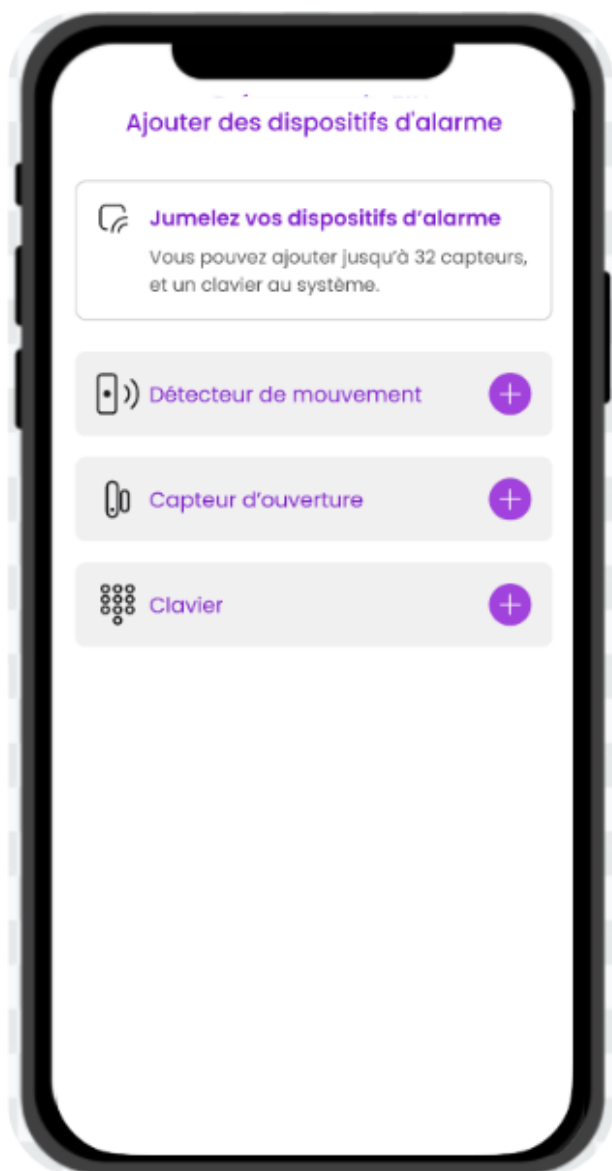 Ajouter des dispositifs d'alarme
Jumelez vos dispositifs d’alarme
Vous pouvez ajouter jusqu’à 32 capteurs,
et un clavier au système.
Détecteur de mouvement
Capteur d’ouverture
Clavier